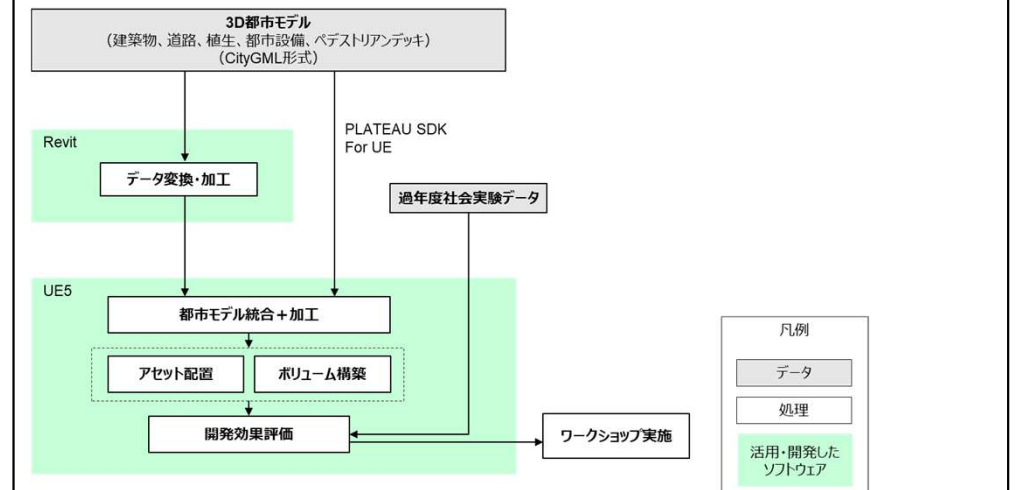 3D都市モデル
（建築物、道路、植生、都市設備、ペデストリアンデッキ）
（CityGML形式）
PLATEAU SDK
For UE
Revit
データ変換・加工
過年度社会実験データ
UE5
都市モデル統合＋加工
アセット配置
ボリューム構築
開発効果評価
ワークショップ実施
凡例
データ
処理
活用・開発した
ソフトウェア